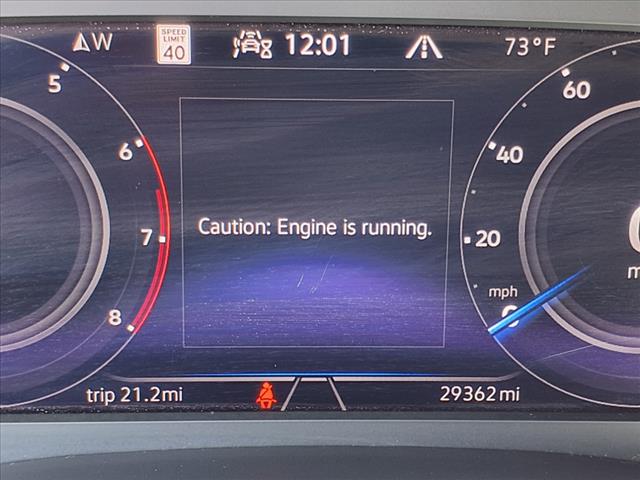 W SPEED LIMIT 40 12:01 73°F
5 60
6 40
Caution: Engine is running.
7 20
mph
8
trip 21.2mi 29362 mi